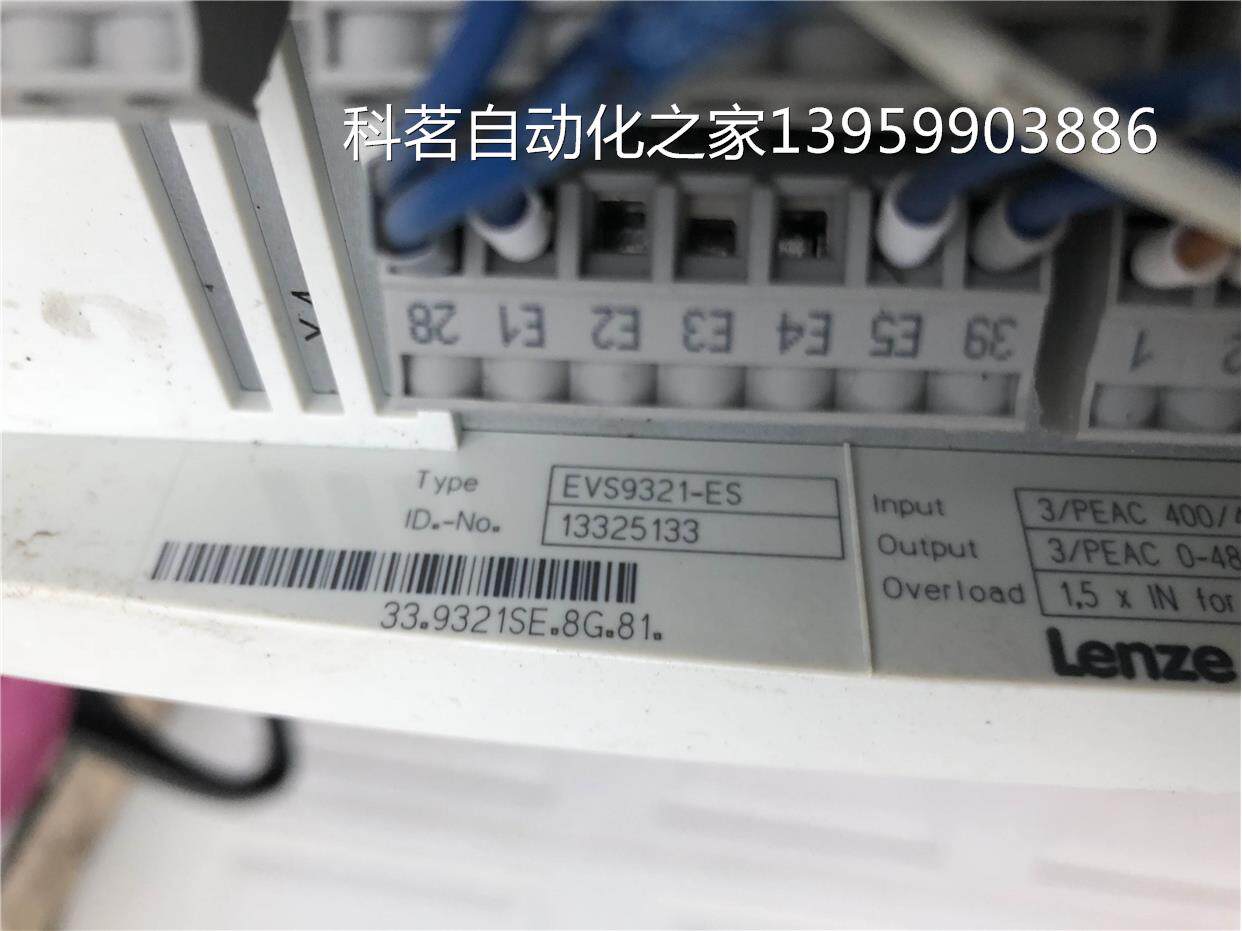 科茗自动化之家13959903886
28 E1 E2 E3 E4 E5 39 1 2
Type EVS9321-ES
ID.-No. 13325133
33.9321SE.8G.81.
Input 3/PEAC 400/4
Output 3/PEAC 0-48
Overload 1,5 x IN for
Lenze